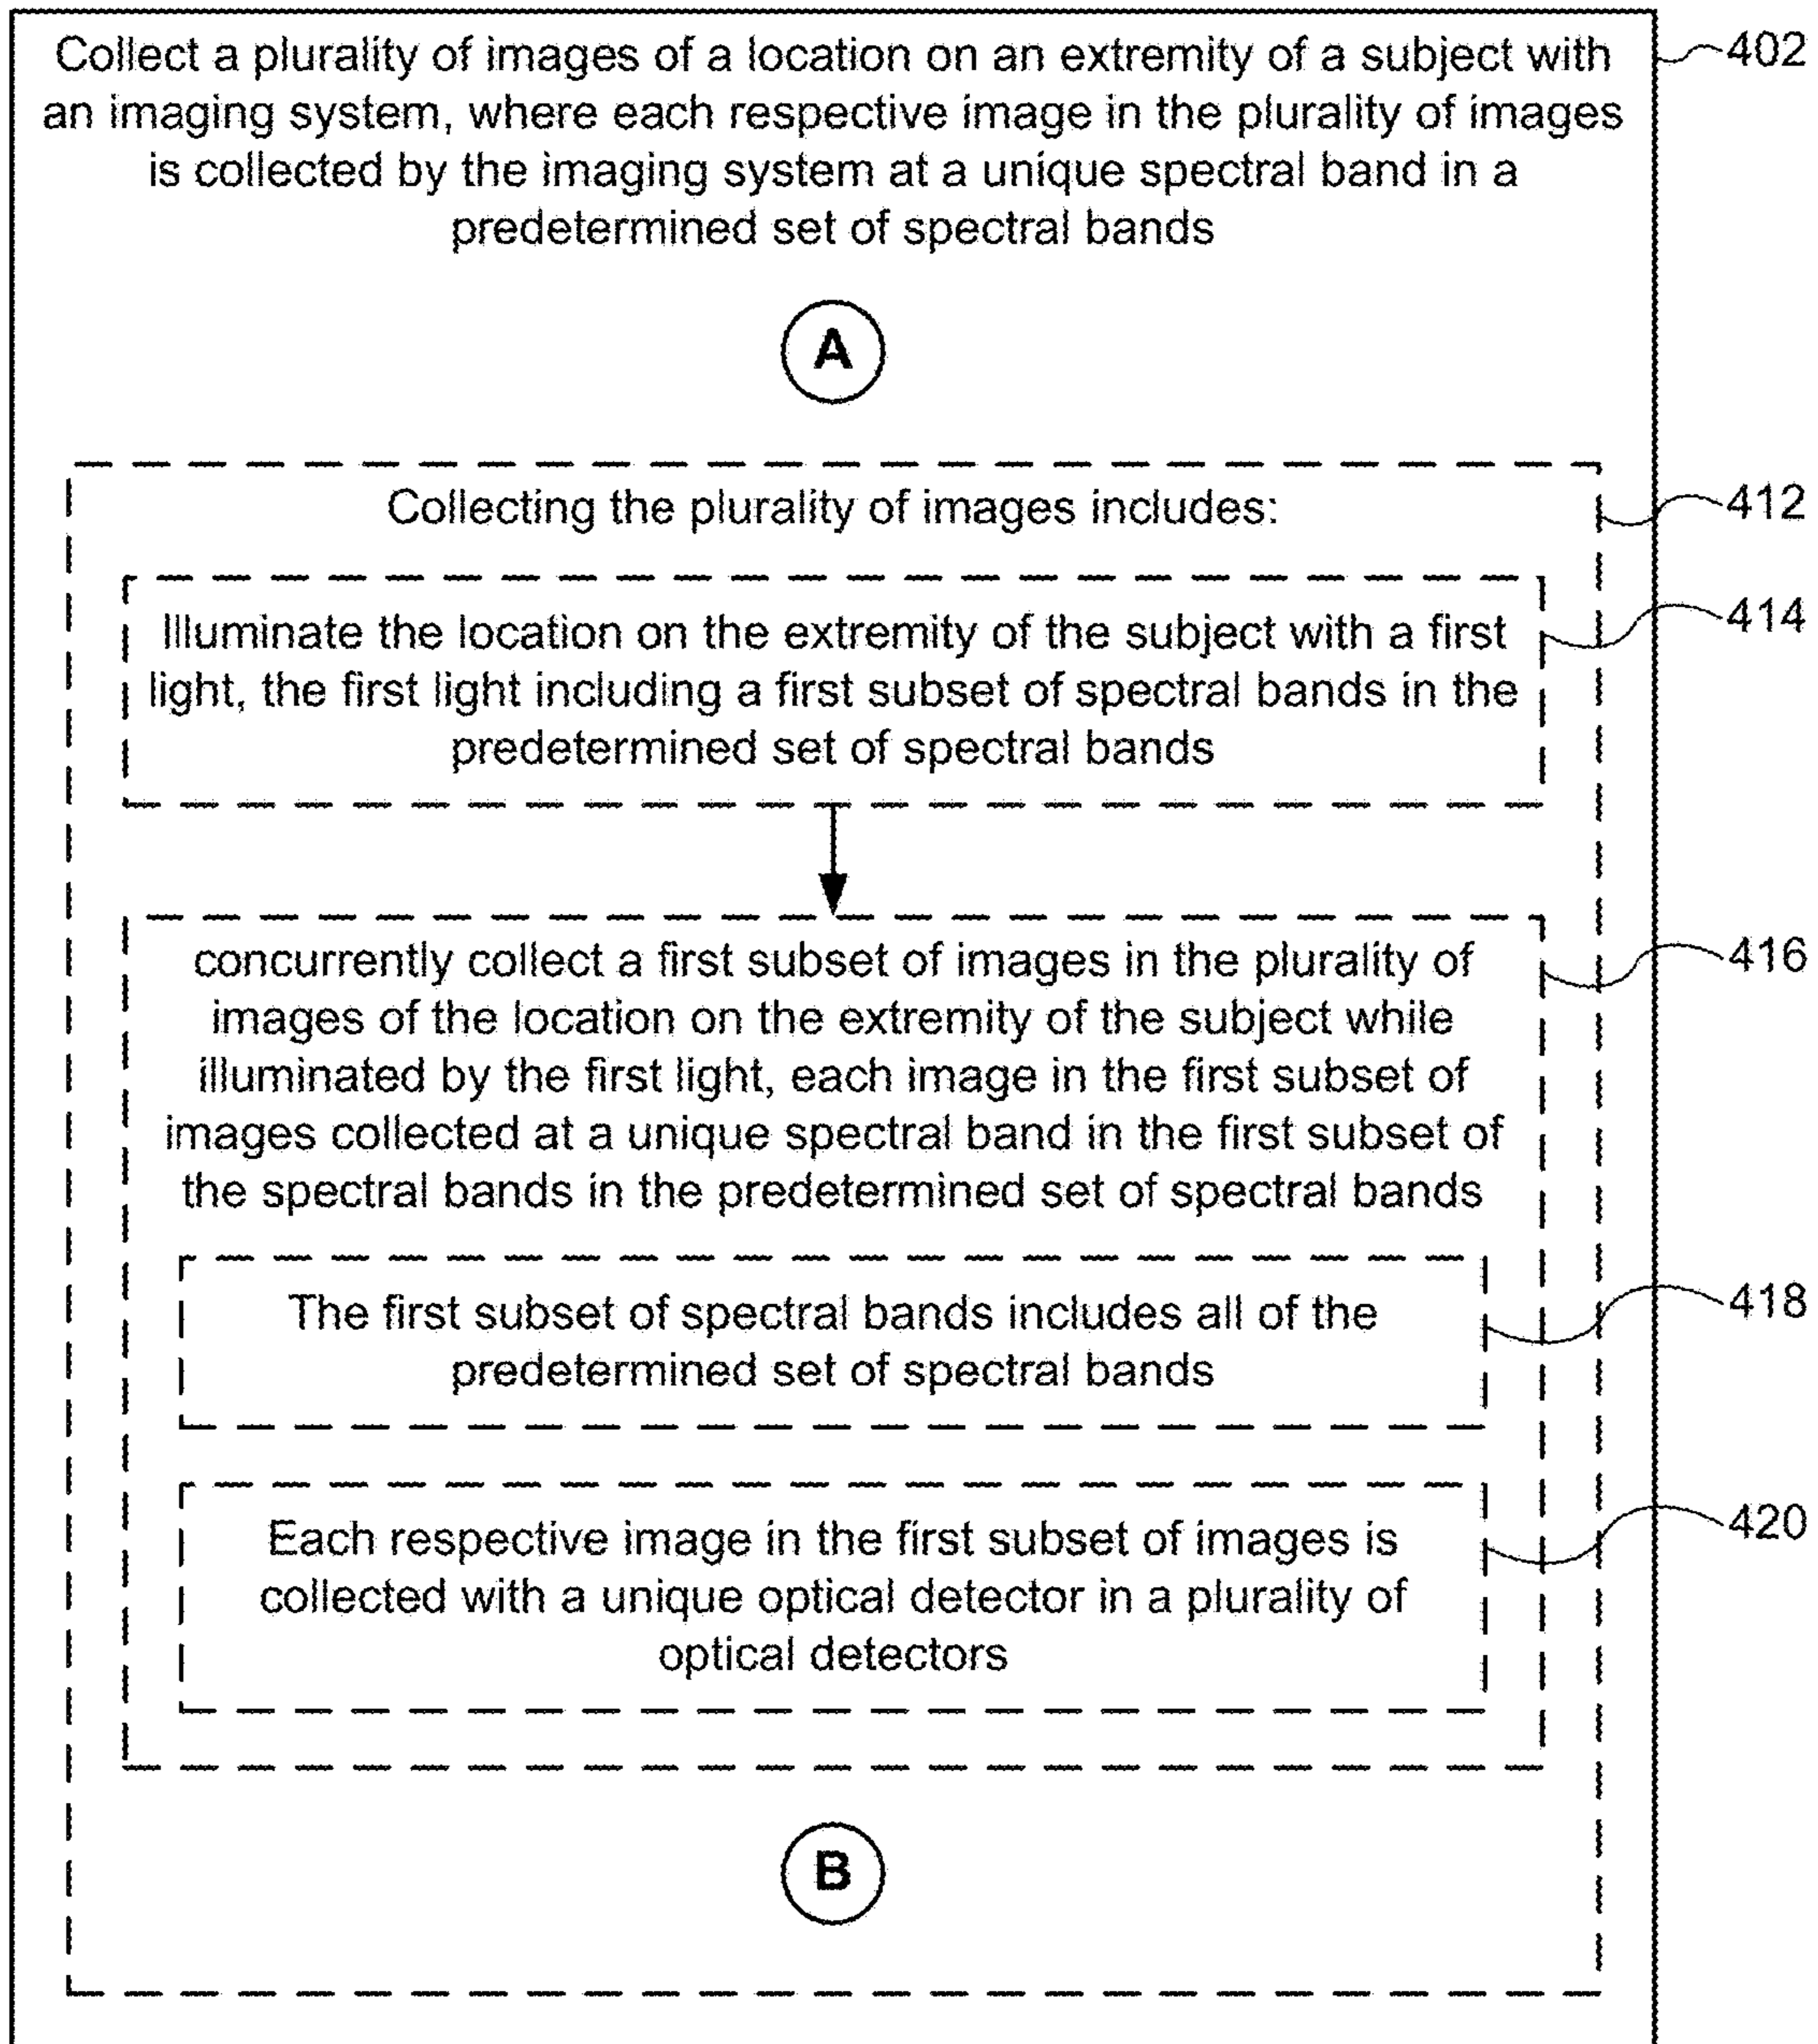 Collect a plurality of images of a location on an extremity of a subject with
an imaging system, where each respective image in the plurality of images
is collected by the imaging system at a unique spectral band in a
predetermined set of spectral bands
402
A
Collecting the plurality of images includes:
412
Illuminate the location on the extremity of the subject with a first
light, the first light including a first subset of spectral bands in the
predetermined set of spectral bands
414
concurrently collect a first subset of images in the plurality of
images of the location on the extremity of the subject while
illuminated by the first light, each image in the first subset of
images collected at a unique spectral band in the first subset of
the spectral bands in the predetermined set of spectral bands
416
The first subset of spectral bands includes all of the
predetermined set of spectral bands
418
Each respective image in the first subset of images is
collected with a unique optical detector in a plurality of
optical detectors
420
B